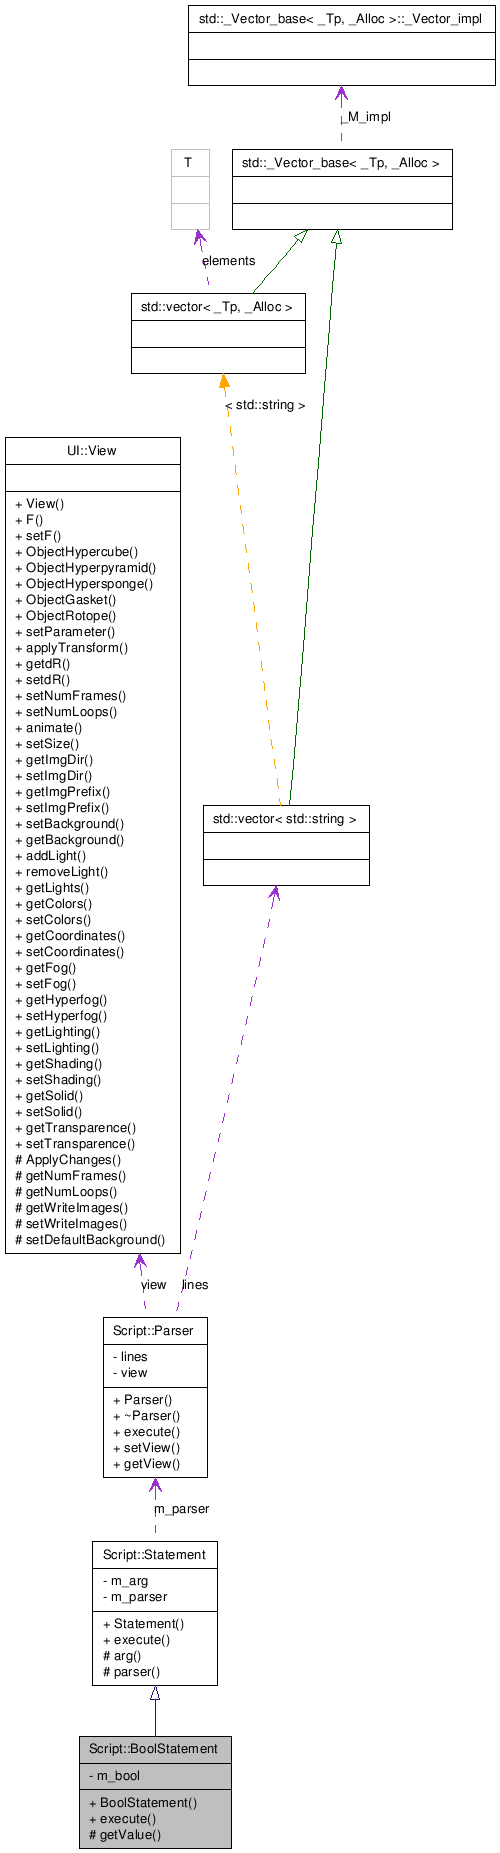 std::_Vector_base< _Tp, _Alloc >::_Vector_impl
_M_impl
T
std::_Vector_base< _Tp, _Alloc >
elements
std::vector< _Tp, _Alloc >
< std::string >
UI::View
+ View()
+ F()
+ setF()
+ ObjectHypercube()
+ ObjectHyperpyramid()
+ ObjectHypersponge()
+ ObjectGasket()
+ ObjectRotope()
+ setParameter()
+ applyTransform()
+ getdR()
+ setdR()
+ setNumFrames()
+ setNumLoops()
+ animate()
+ setSize()
+ getImgDir()
+ setImgDir()
+ getImgPrefix()
+ setImgPrefix()
+ setBackground()
+ getBackground()
+ addLight()
+ removeLight()
+ getLights()
+ getColors()
+ setColors()
+ getCoordinates()
+ setCoordinates()
+ getFog()
+ setFog()
+ getHyperfog()
+ setHyperfog()
+ getLighting()
+ setLighting()
+ getShading()
+ setShading()
+ getSolid()
+ setSolid()
+ getTransparence()
+ setTransparence()
# ApplyChanges()
# getNumFrames()
# getNumLoops()
# getWriteImages()
# setWriteImages()
# setDefaultBackground()
std::vector< std::string >
view
lines
Script::Parser
- lines
- view
+ Parser()
+ ~Parser()
+ execute()
+ setView()
+ getView()
m_parser
Script::Statement
- m_arg
- m_parser
+ Statement()
+ execute()
# arg()
# parser()
Script::BoolStatement
- m_bool
+ BoolStatement()
+ execute()
# getValue()